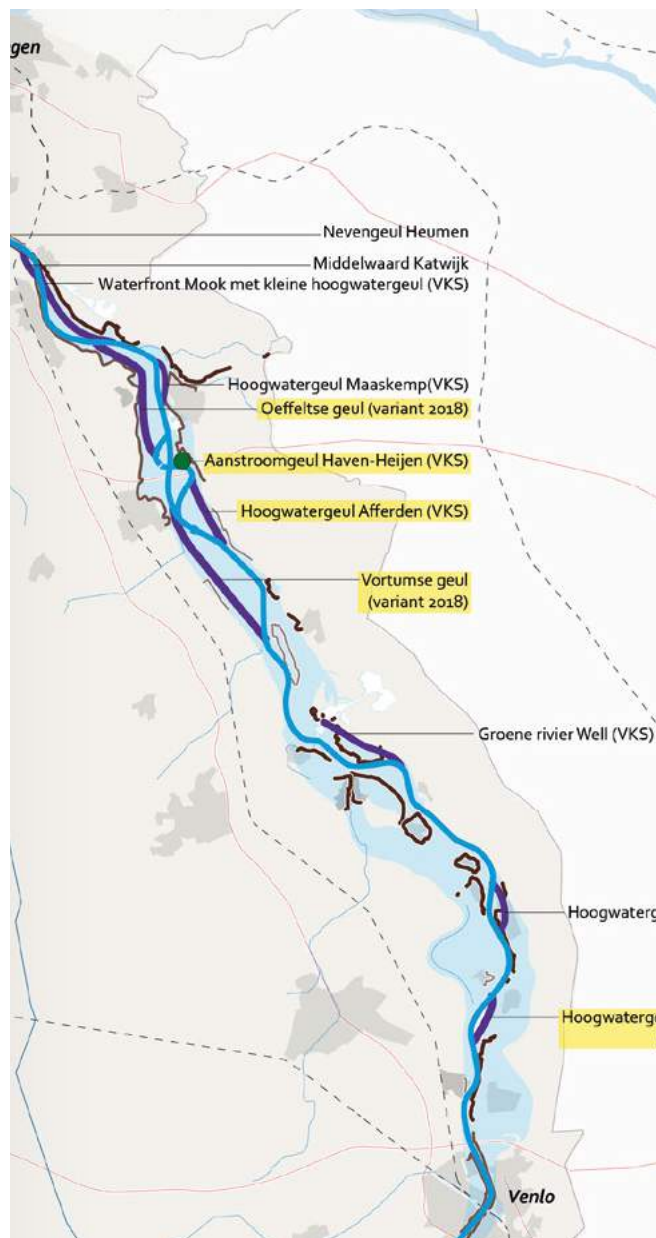 gen
Nevengeul Heumen
Middelwaard Katwijk
Waterfront Mook met kleine hoogwatergeul (VKS)
Hoogwatergeul Maaskemp(VKS)
Oeffeltse geul (variant 2018)
Aanstroomgeul Haven-Heijen (VKS)
Hoogwatergeul Afferden (VKS)
Vortumse geul
(variant 2018)
Groene rivier Well (VKS)
Hoogwaterg
Hoogwaterge
Venlo